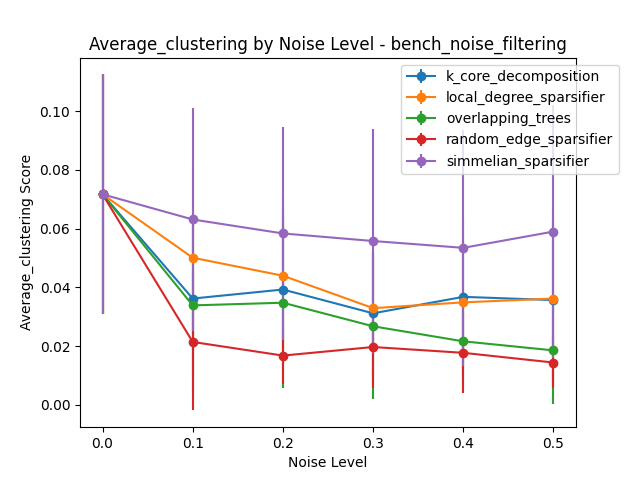 Average_clustering by Noise Level - bench_noise_filtering
k_core_decomposition
local_degree_sparsifier
overlapping_trees
random_edge_sparsifier
simmelian_sparsifier
Average_clustering Score
0.10
0.08
0.06
0.04
0.02
0.00
0.0 0.1 0.2 0.3 0.4 0.5
Noise Level